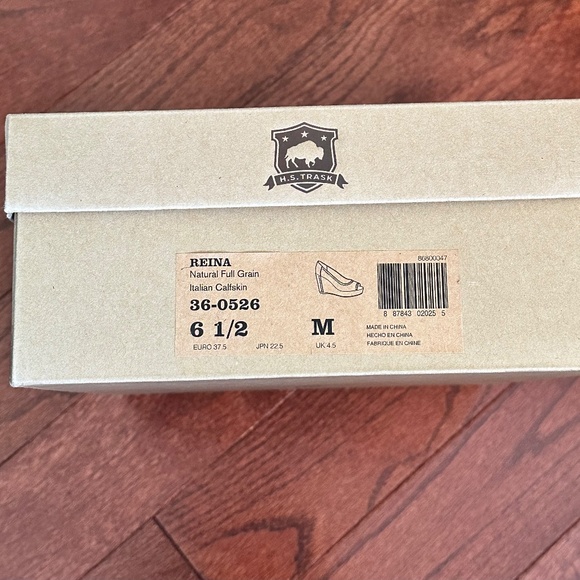 H.S. TRASK
REINA
Natural Full Grain
Italian Calfskin
36-0526
6 1/2 M
EURO 37.5 JPN 22.5 UK 4.5
86800047
8 87843 02025 5
MADE IN CHINA
HECHO EN CHINA
FABRIQUE EN CHINE